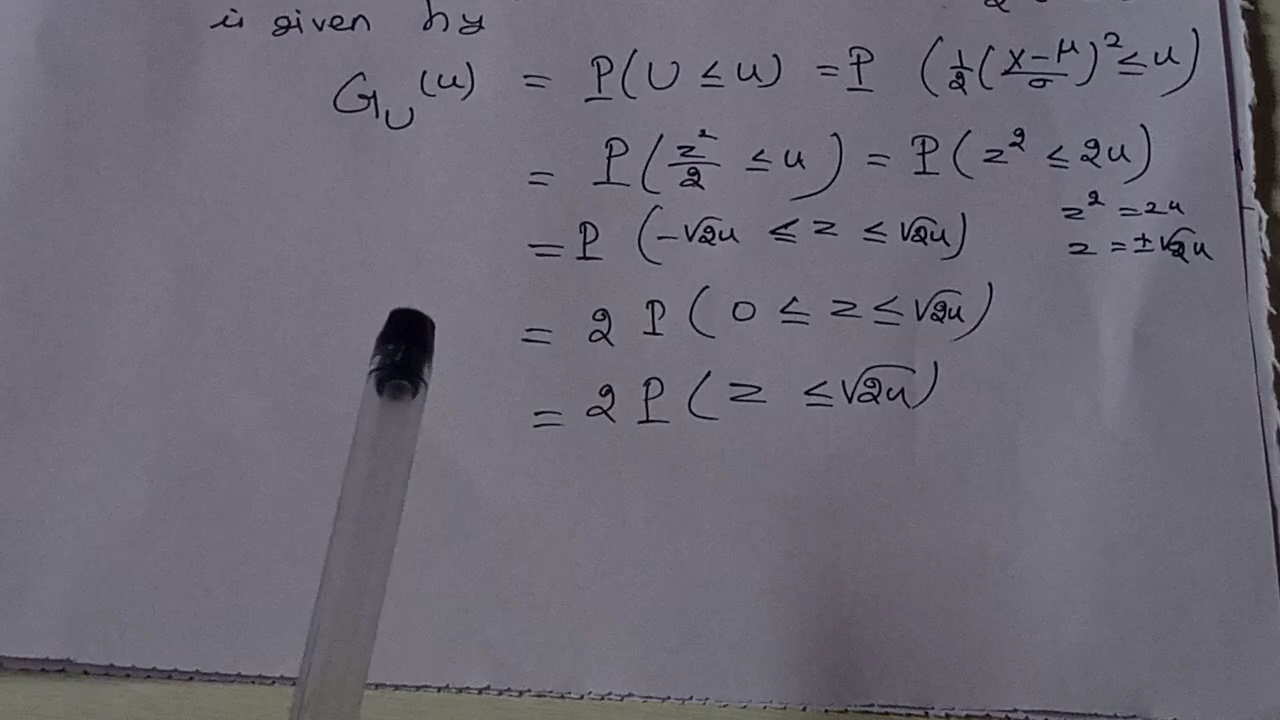 is given by
G_U(u) = P(U ≤ u) = P (½(X-μ/σ)² ≤ u)
= P(z²/2 ≤ u) = P(z² ≤ 2u)
z² = 2u
= P (-√2u ≤ z ≤ √2u)
z = ±√2u
= 2 P (0 ≤ z ≤ √2u)
= 2 P (z ≤ √2u)